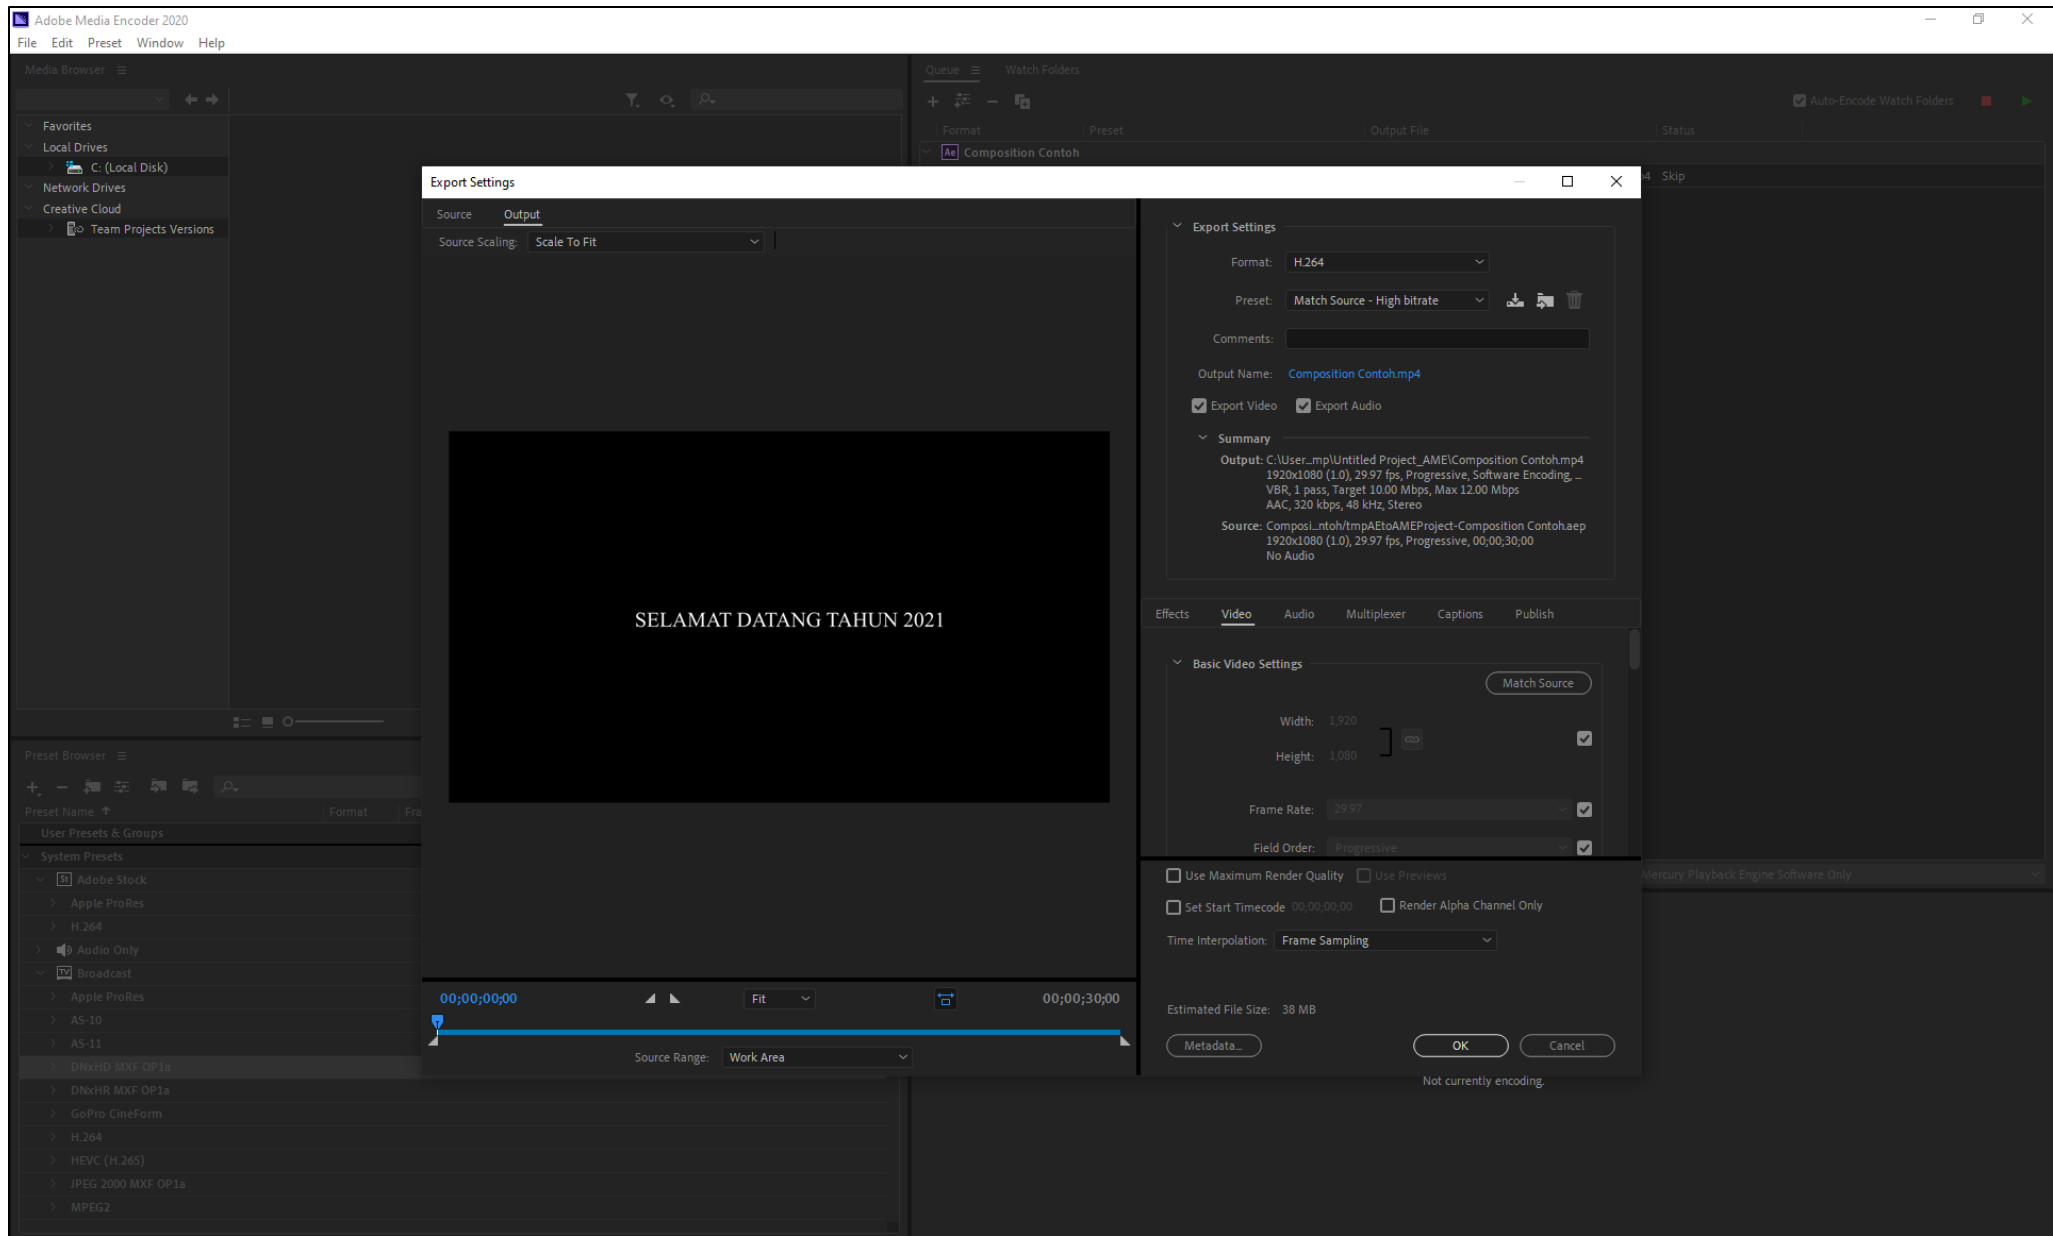 Adobe Media Encoder 2020
File Edit Preset Window Help
Media Browser
Favorites
Local Drives
C: (Local Disk)
Network Drives
Creative Cloud
Team Projects Versions
Queue Watch Folders
Auto-Encode Watch Folders
Format Preset Output File Status
Ae Composition Contoh
Skip
Export Settings
Source Output
Source Scaling: Scale To Fit
SELAMAT DATANG TAHUN 2021
00;00;00;00 Fit 00;00;30;00
Source Range: Work Area
Export Settings
Format: H.264
Preset: Match Source - High bitrate
Comments:
Output Name: Composition Contoh.mp4
Export Video Export Audio
Summary
Output: C:\User...mp\Untitled Project_AME\Composition Contoh.mp4
1920x1080 (1.0), 29.97 fps, Progressive, Software Encoding, ...
VBR, 1 pass, Target 10.00 Mbps, Max 12.00 Mbps
AAC, 320 kbps, 48 kHz, Stereo
Source: Composi...ntoh/tmpAEtoAMEProject-Composition Contoh.aep
1920x1080 (1.0), 29.97 fps, Progressive, 00;00;30;00
No Audio
Effects Video Audio Multiplexer Captions Publish
Basic Video Settings
Match Source
Width: 1,920
Height: 1,080
Frame Rate: 29.97
Field Order: Progressive
Use Maximum Render Quality Use Previews
Set Start Timecode 00;00;00;00 Render Alpha Channel Only
Time Interpolation: Frame Sampling
Estimated File Size: 38 MB
Metadata... OK Cancel
Mercury Playback Engine Software Only
Not currently encoding.
Preset Browser
Preset Name Format Fra
User Presets & Groups
System Presets
St Adobe Stock
Apple ProRes
H.264
Audio Only
TV Broadcast
Apple ProRes
AS-10
AS-11
DNxHD MXF OP1a
DNxHR MXF OP1a
GoPro CineForm
H.264
HEVC (H.265)
JPEG 2000 MXF OP1a
MPEG2